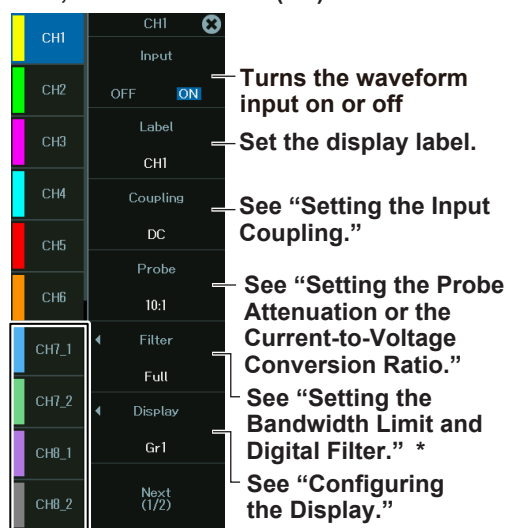 CH1
CH2
CH3
CH4
CH5
CH6
CH7_1
CH7_2
CH8_1
CH8_2
CH1
Input
OFF ON
Label
CH1
Coupling
DC
Probe
10:1
Filter
Full
Display
Gr1
Next
(1/2)
Turns the waveform
input on or off
Set the display label.
See “Setting the Input
Coupling.”
See “Setting the Probe
Attenuation or the
Current-to-Voltage
Conversion Ratio.”
See “Setting the
Bandwidth Limit and
Digital Filter.” *
See “Configuring
the Display.”